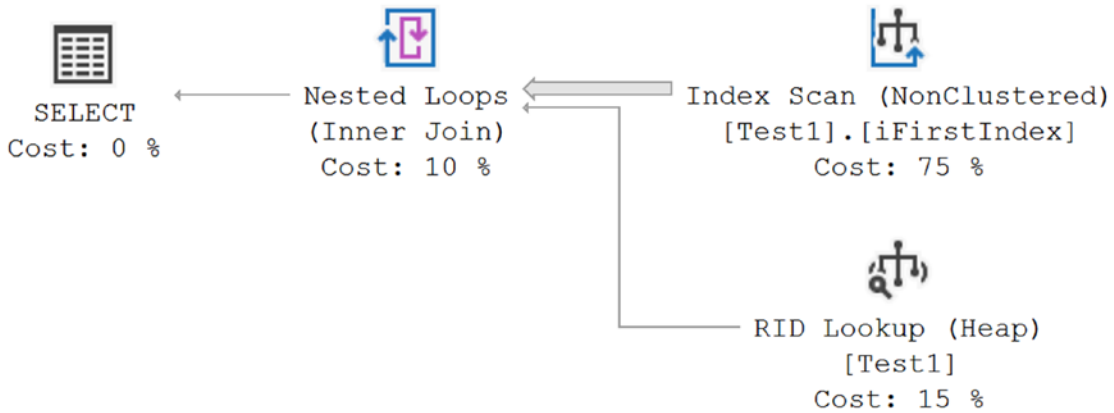 SELECT
Cost: 0 %
Nested Loops
(Inner Join)
Cost: 10 %
Index Scan (NonClustered)
[Test1].[iFirstIndex]
Cost: 75 %
RID Lookup (Heap)
[Test1]
Cost: 15 %